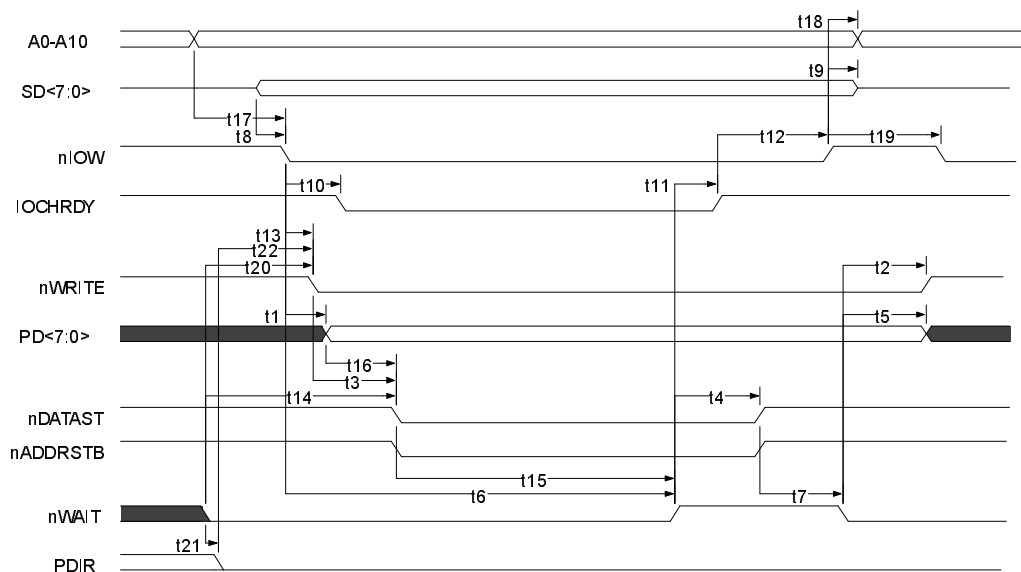 t18
A0-A10
t9
SD<7:0>
t17
t8
t12
t19
nIOW
t10
t11
IOCHRDY
t13
t22
t20
t2
nWRITE
t1
t5
PD<7:0>
t16
t3
t14
t4
nDATAST
nADDRSTB
t15
t6
t7
nWAIT
t21
PDIR